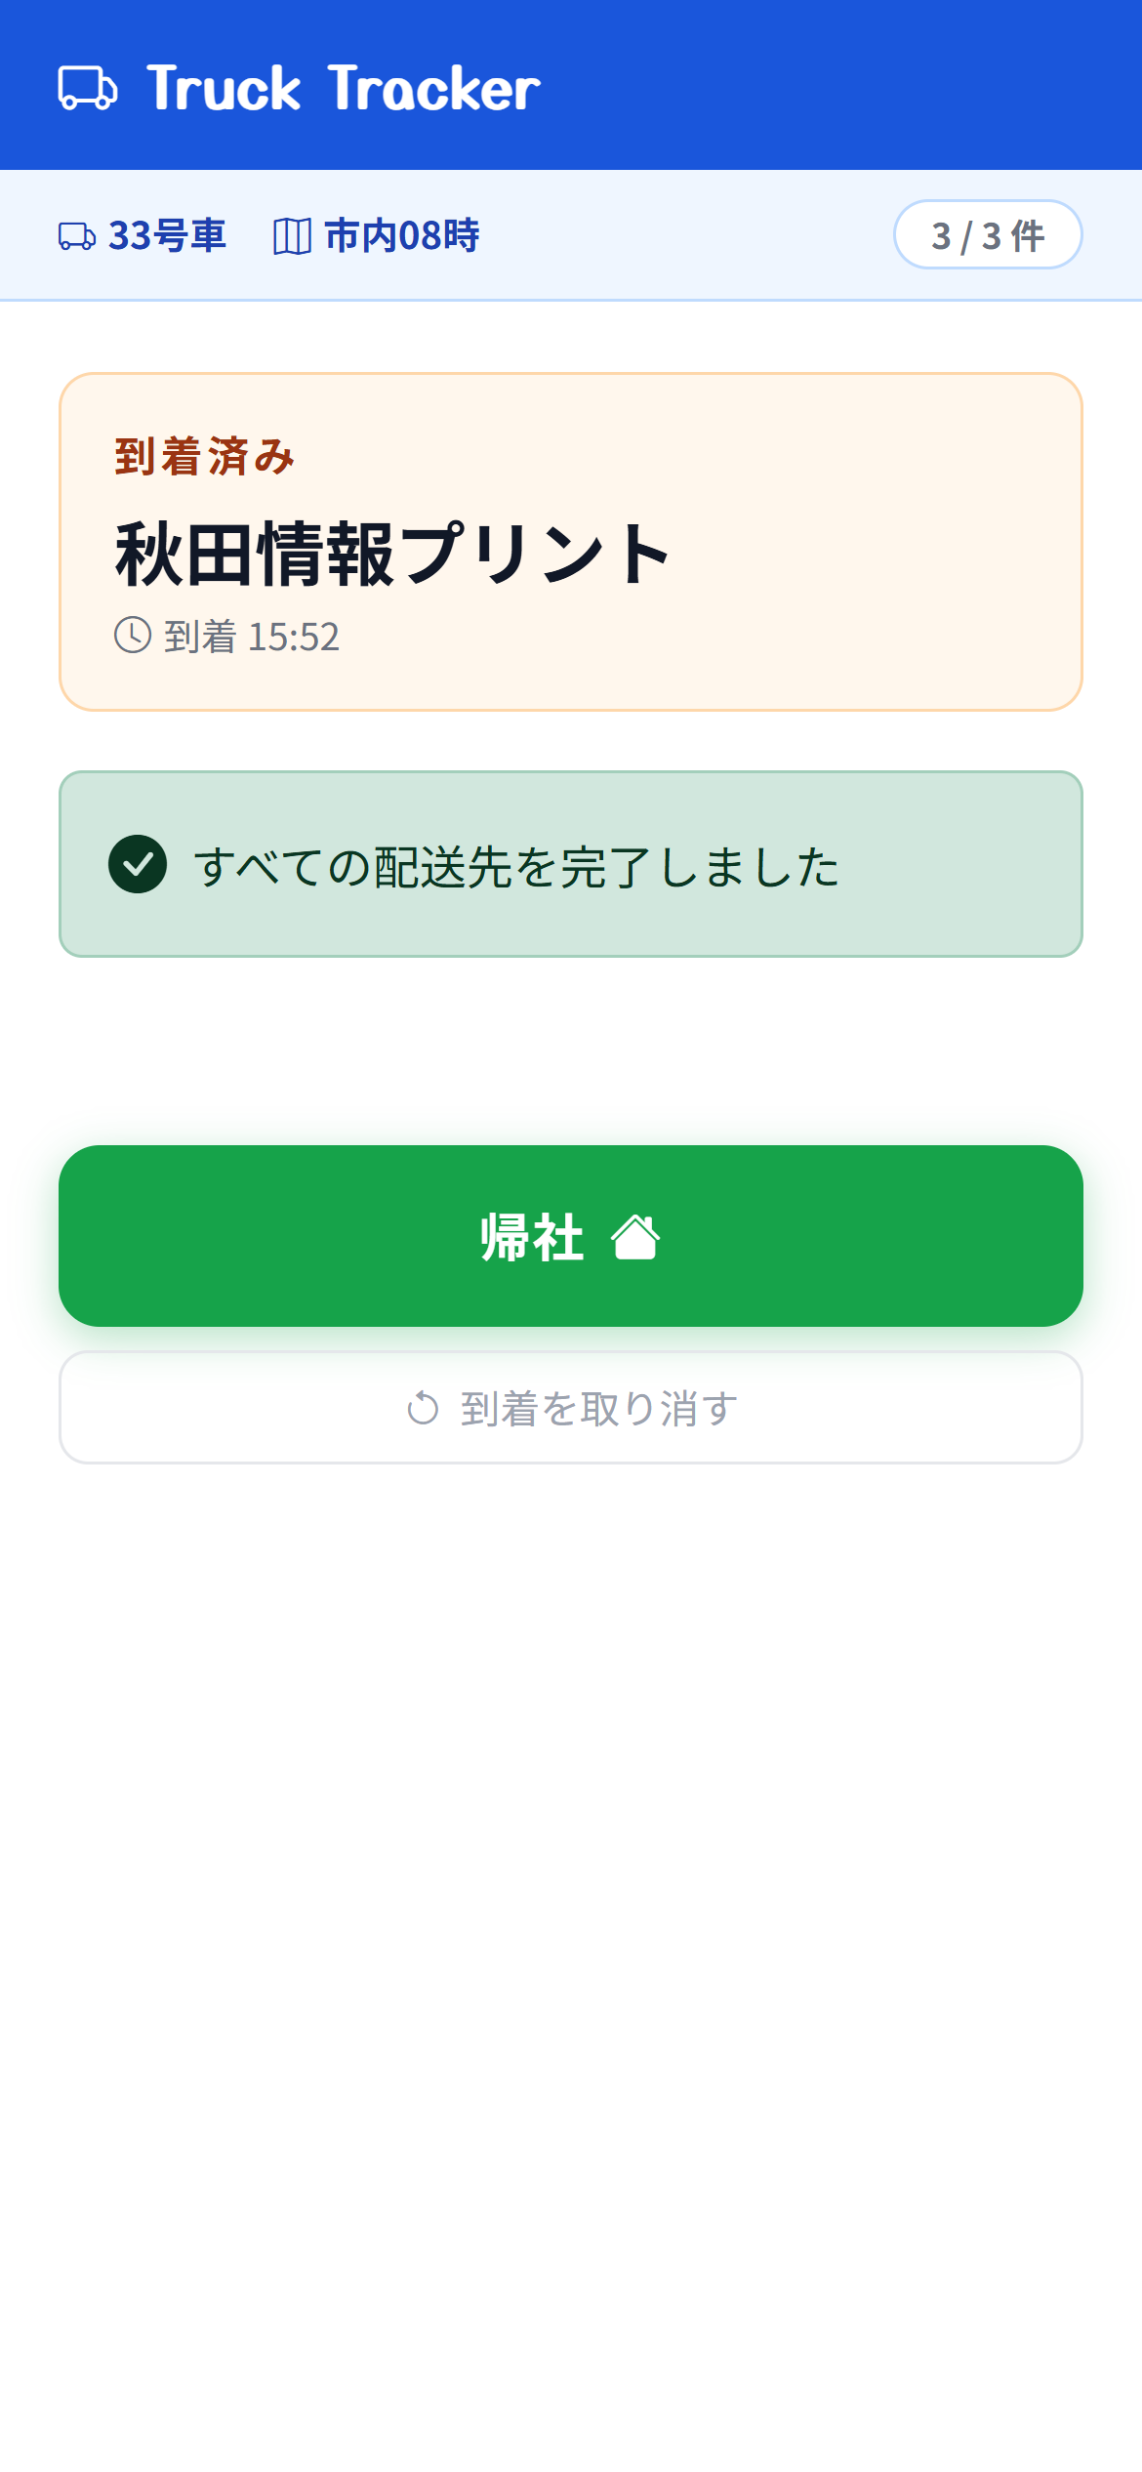 Truck Tracker
33号車 市内08時 3 / 3 件
到着済み
秋田情報プリント
到着 15:52
すべての配送先を完了しました
帰社
到着を取り消す